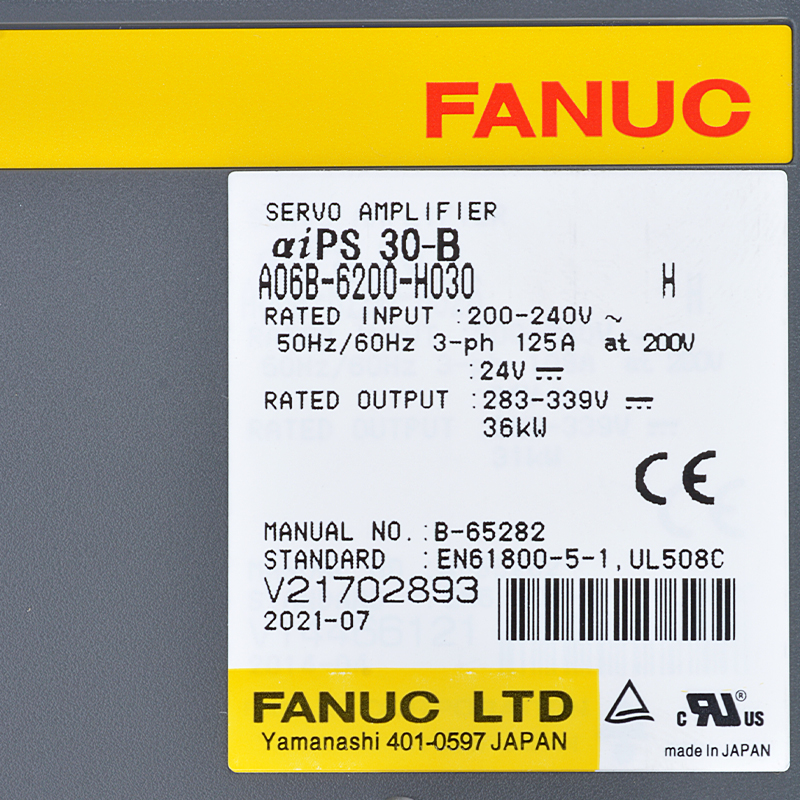 FANUC
SERVO AMPLIFIER
αiPS 30-B
A06B-6200-H030 H
RATED INPUT :200-240V ~
50Hz/60Hz 3-ph 125A at 200V
:24V ⎓
RATED OUTPUT :283-339V ⎓
36kW
CE
MANUAL NO.:B-65282
STANDARD :EN61800-5-1,UL508C
V21702893
2021-07
FANUC LTD
Yamanashi 401-0597 JAPAN
c RU ® US
made in JAPAN